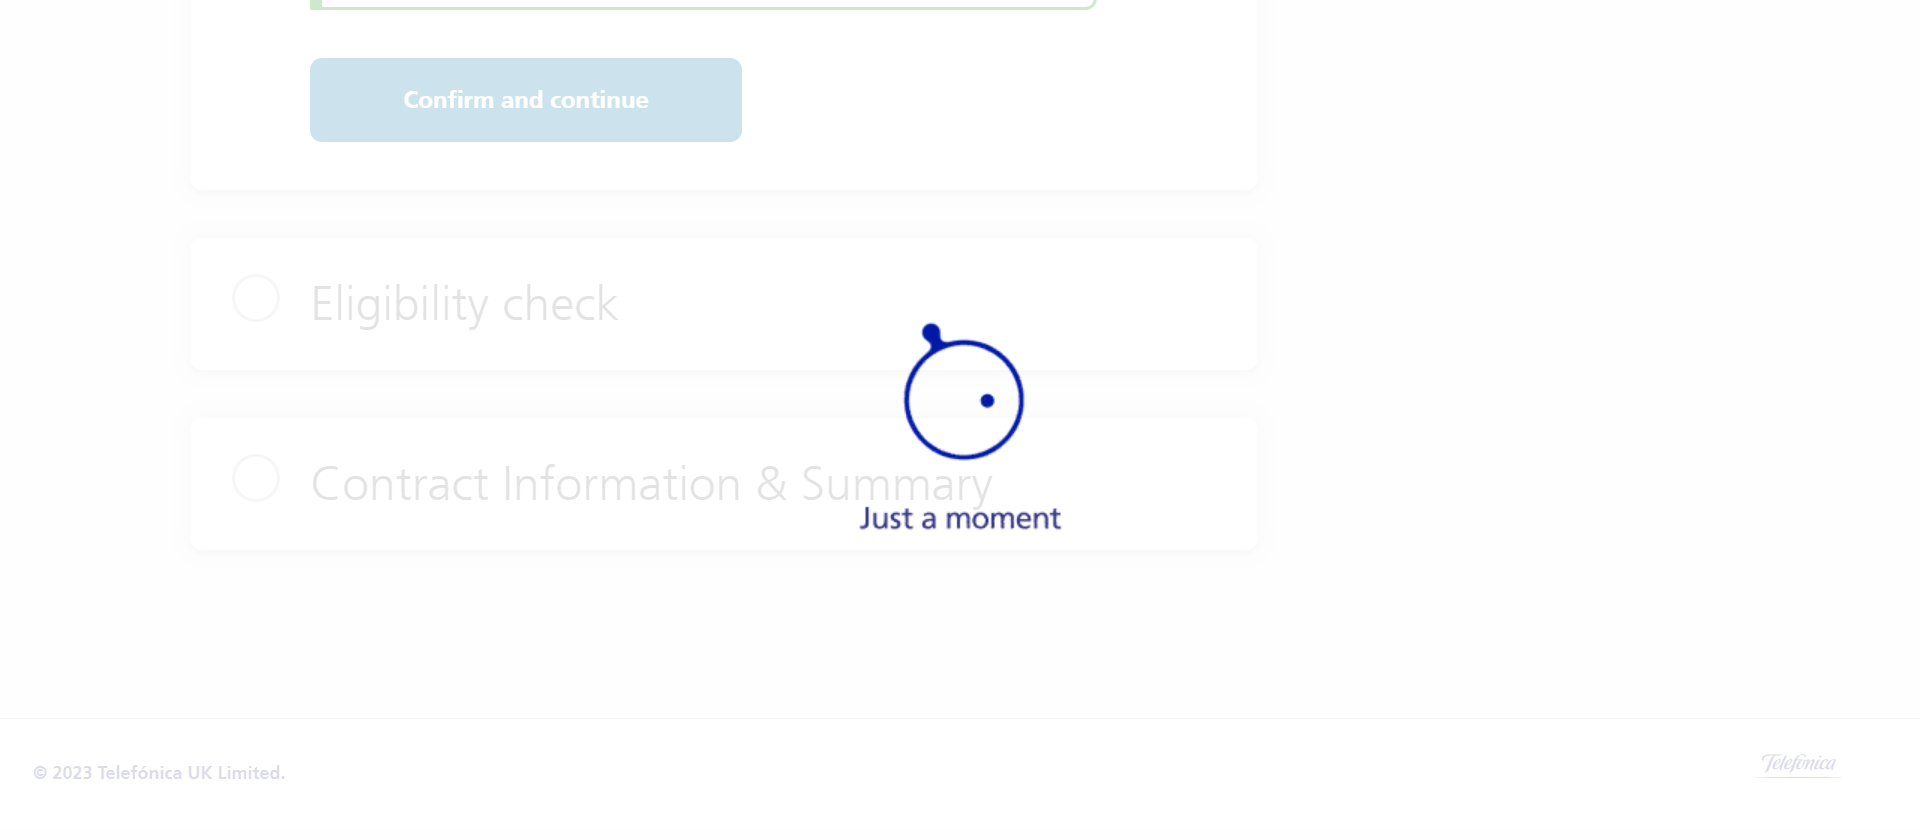 Confirm and continue
Eligibility check
Contract Information & Summary
Just a moment
© 2023 Telefónica UK Limited.
Telefónica